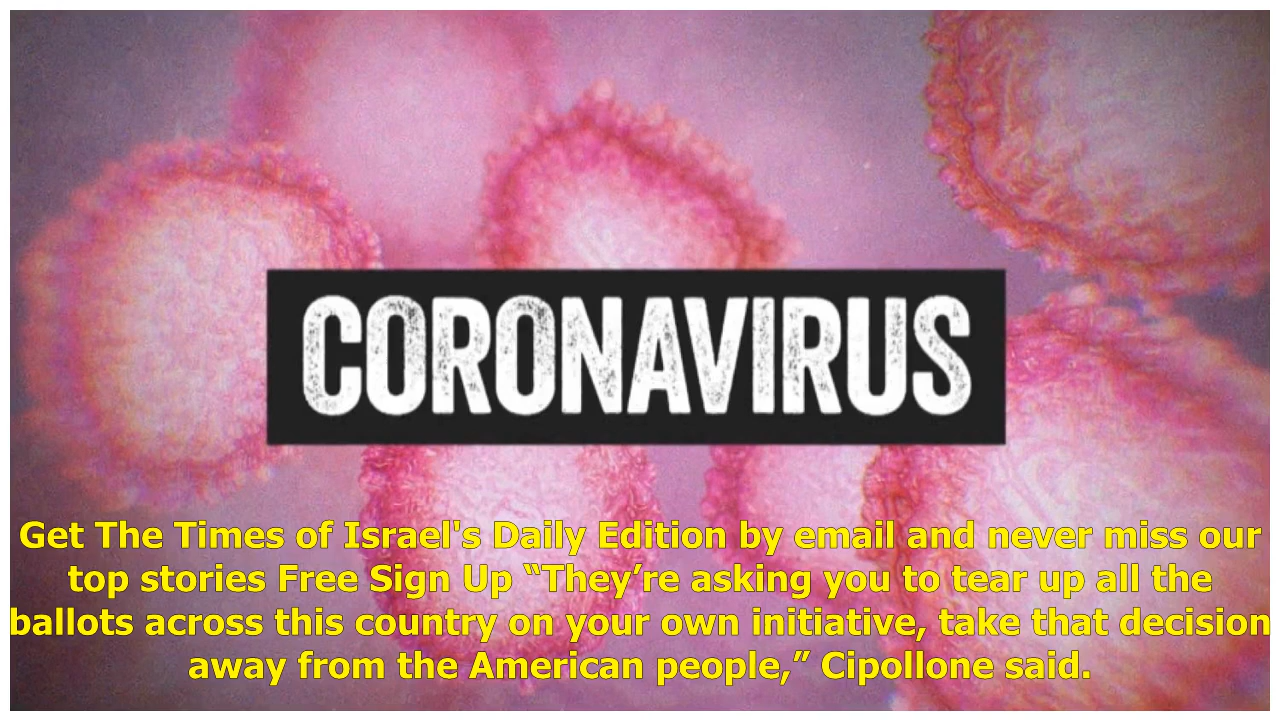 CORONAVIRUS
Get The Times of Israel's Daily Edition by email and never miss our
top stories Free Sign Up “They’re asking you to tear up all the
ballots across this country on your own initiative, take that decision
away from the American people,” Cipollone said.